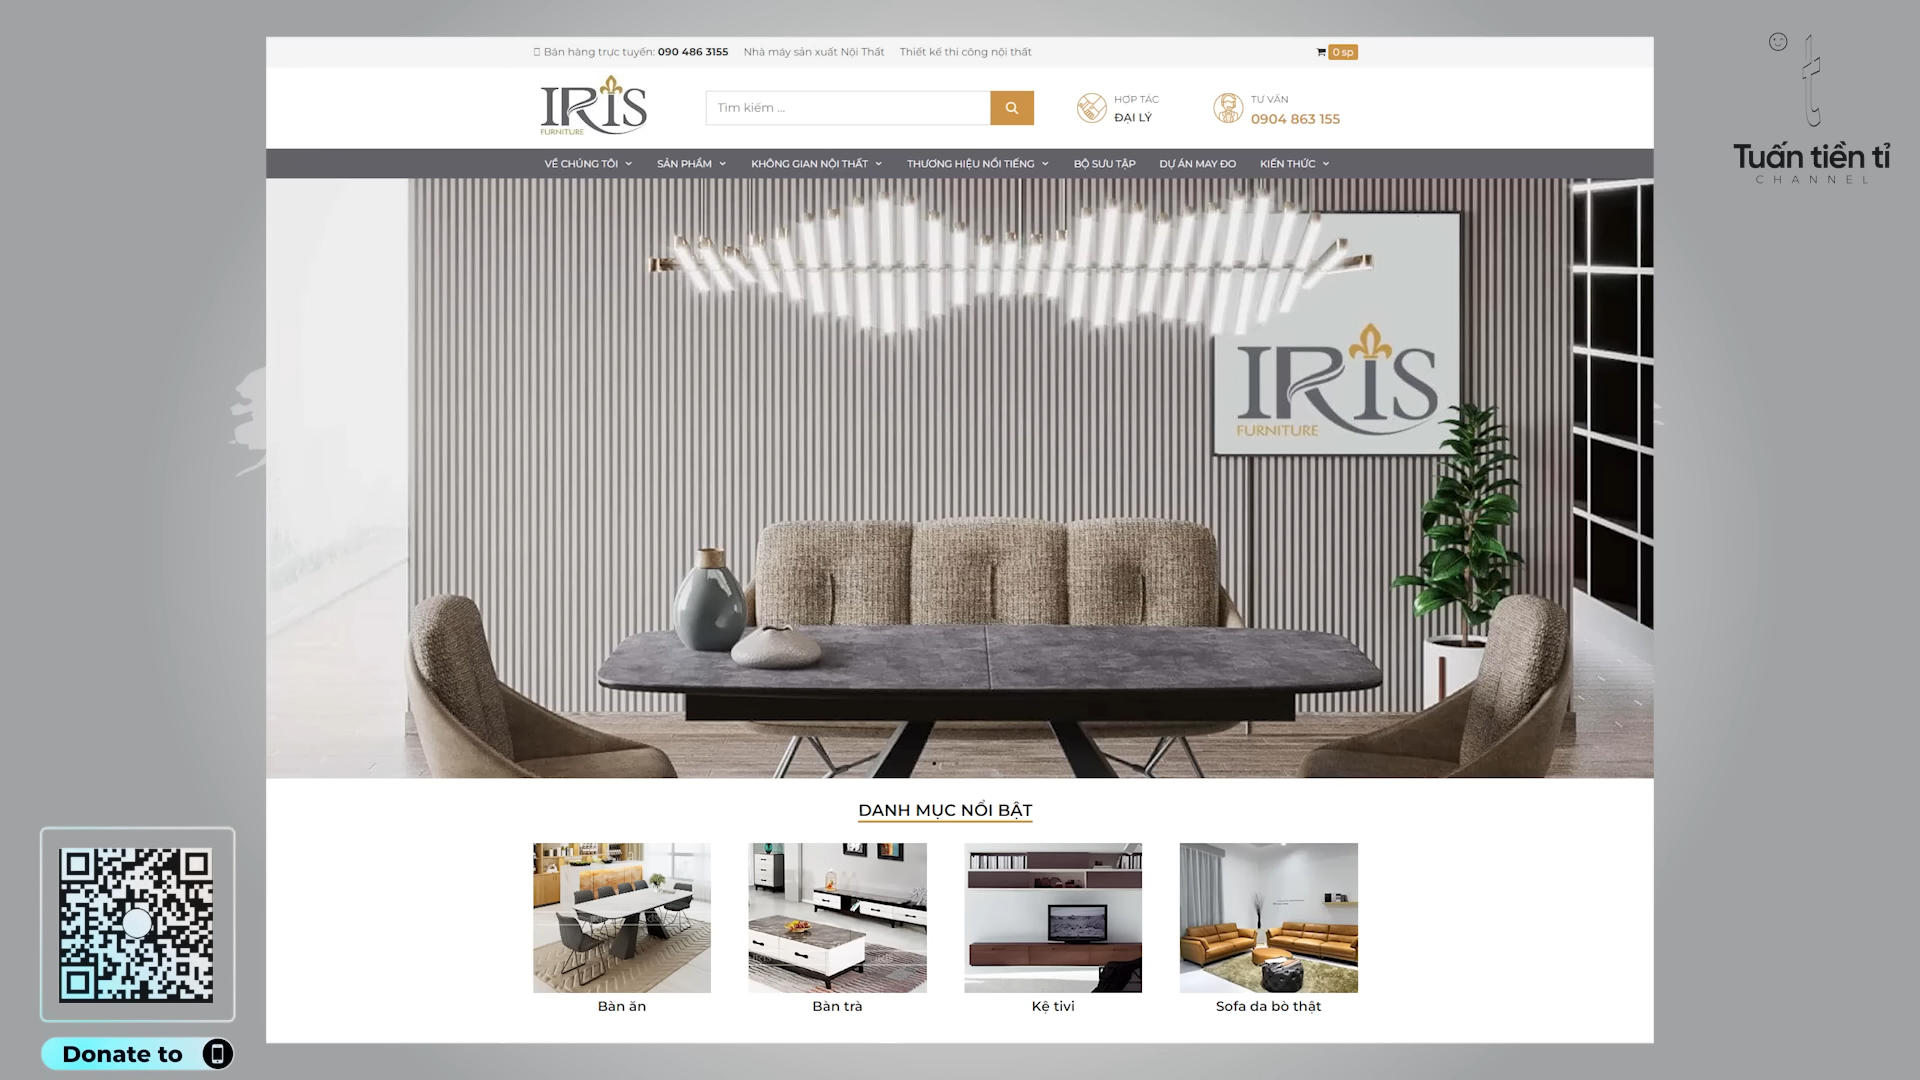 Bán hàng trực tuyến: 090 486 3155 Nhà máy sản xuất Nội Thất Thiết kế thi công nội thất
0 sp
IRIS
FURNITURE
Tìm kiếm ...
HỢP TÁC
ĐẠI LÝ
TƯ VẤN
0904 863 155
VỀ CHÚNG TÔI SẢN PHẨM KHÔNG GIAN NỘI THẤT THƯƠNG HIỆU NỔI TIẾNG BỘ SƯU TẬP DỰ ÁN MAY ĐO KIẾN THỨC
t
Tuấn tiền tỉ
CHANNEL
IRIS
FURNITURE
DANH MỤC NỔI BẬT
Bàn ăn
Bàn trà
Kệ tivi
Sofa da bò thật
Donate to